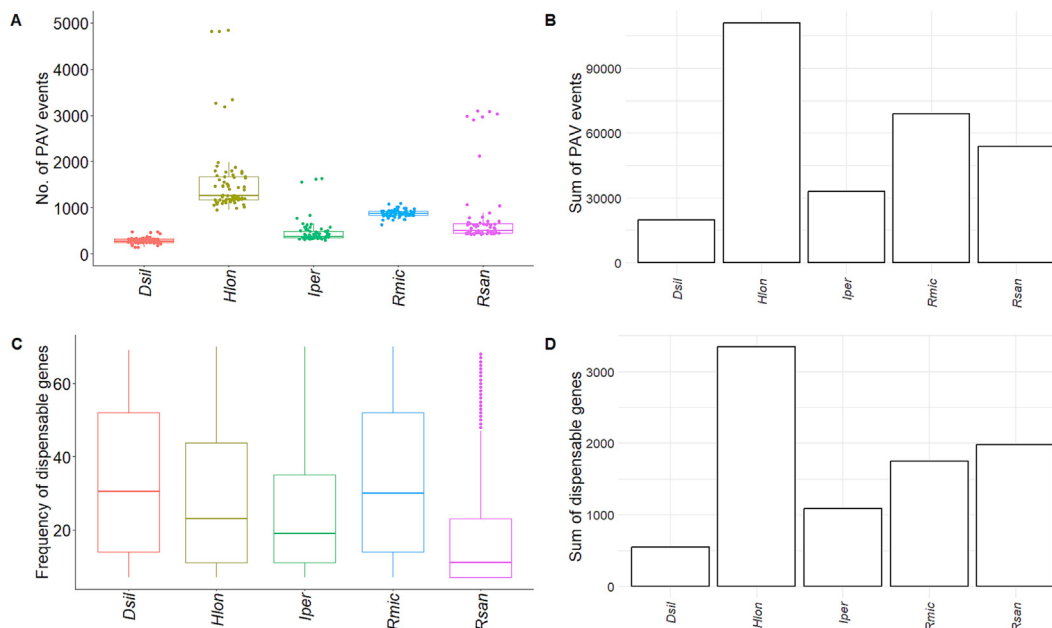 A
No. of PAV events
5000
4000
3000
2000
1000
0
Dsil
Hlon
Iper
Rmic
Rsan
B
Sum of PAV events
90000
60000
30000
0
Dsil
Hlon
Iper
Rmic
Rsan
C
Frequency of dispensable genes
60
40
20
Dsil
Hlon
Iper
Rmic
Rsan
D
Sum of dispensable genes
3000
2000
1000
0
Dsil
Hlon
Iper
Rmic
Rsan